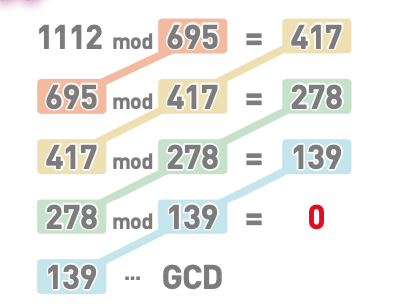 1112 mod 695 = 417
695 mod 417 = 278
417 mod 278 = 139
278 mod 139 = 0
139 ... GCD